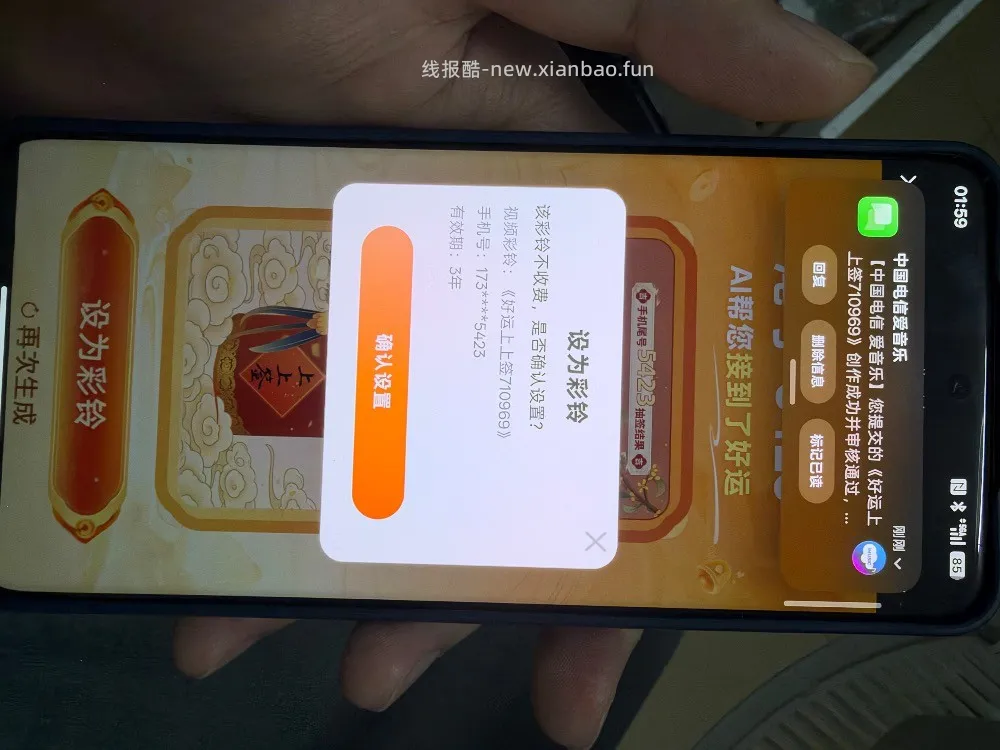 线报酷-new.xianbao.fun
01:59
5GA
85
中国电信爱音乐
刚刚
【中国电信 爱音乐】您提交的《好运上
上签710969》创作成功并审核通过，...
回复
删除信息
标记已读
AI帮您接到了好运
手机尾号5423抽签结果
上上签
设为彩铃
该彩铃不收费，是否确认设置？
视频彩铃：《好运上上签710969》
手机号：173****5423
有效期：3年
确认设置
设为彩铃
再次生成